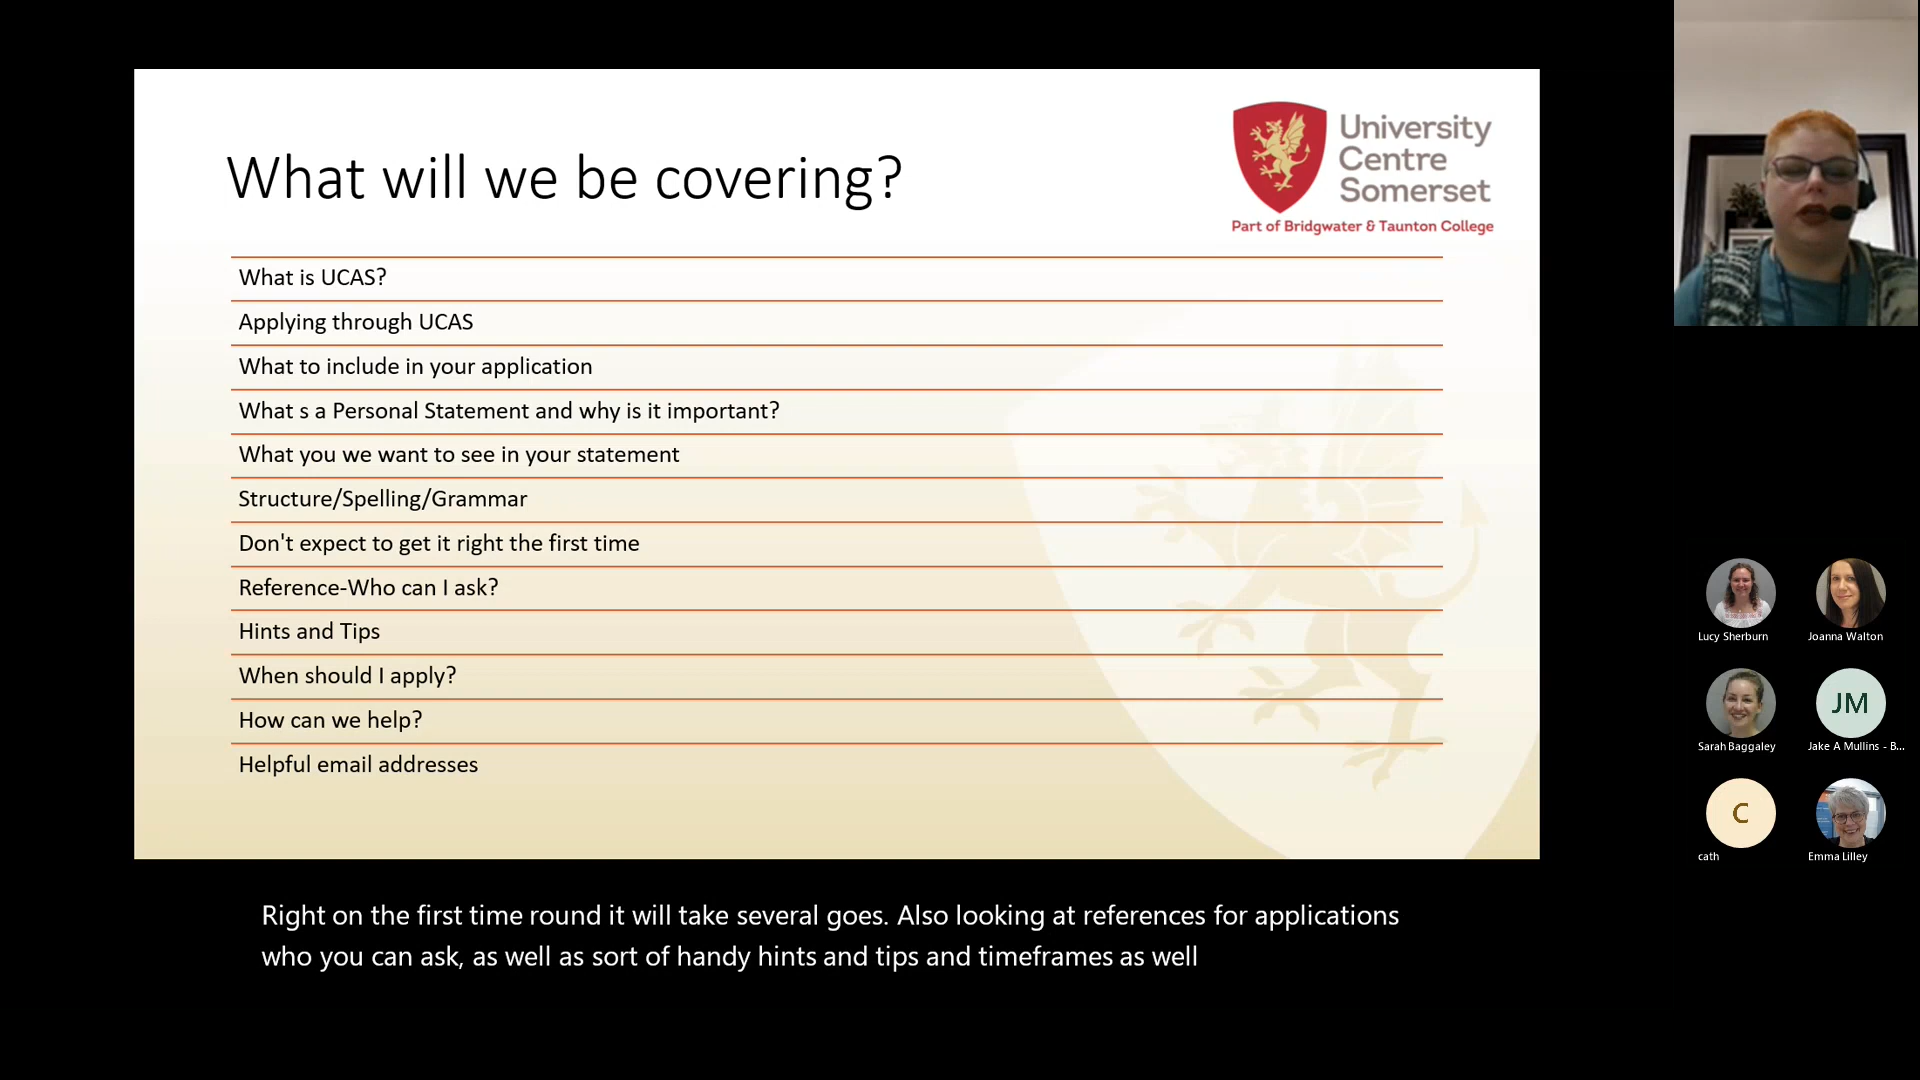 What will we be covering?
University
Centre
Somerset
Part of Bridgwater & Taunton College
What is UCAS?
Applying through UCAS
What to include in your application
What s a Personal Statement and why is it important?
What you we want to see in your statement
Structure/Spelling/Grammar
Don't expect to get it right the first time
Reference-Who can I ask?
Hints and Tips
When should I apply?
How can we help?
Helpful email addresses
Lucy Sherburn
Joanna Walton
JM
Sarah Baggaley
Jake A Mullins - B...
C
cath
Emma Lilley
Right on the first time round it will take several goes. Also looking at references for applications
who you can ask, as well as sort of handy hints and tips and timeframes as well